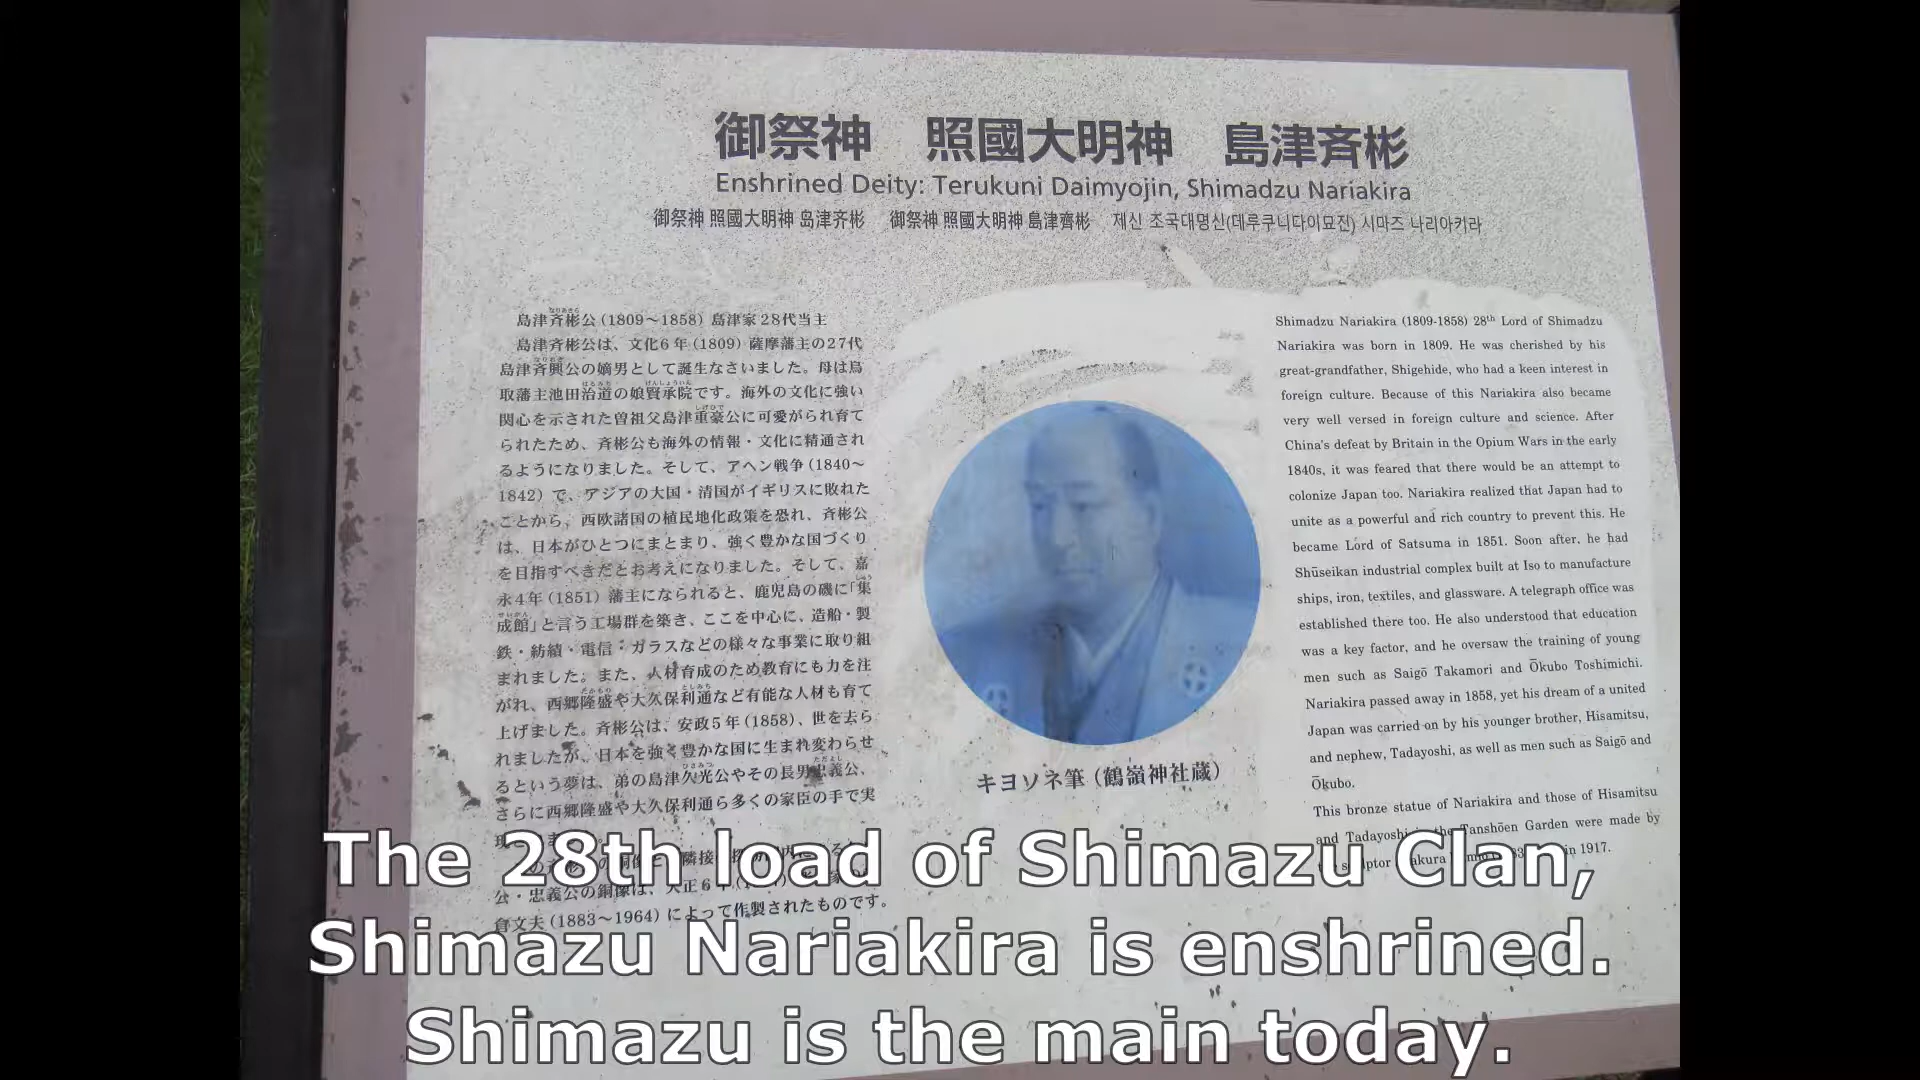 御祭神　照國大明神　島津斉彬
Enshrined Deity: Terukuni Daimyojin, Shimadzu Nariakira
御祭神 照國大明神 岛津齐彬　御祭神 照國大明神 島津齊彬　제신 조국대명신(데루쿠니다이묘진) 시마즈 나리아키라
島津斉彬公(1809～1858) 島津家28代当主
島津斉彬公は、文化6年(1809) 薩摩藩主の27代
島津斉興公の嫡男として誕生なさいました。母は鳥
取藩主池田治道の娘賢承院です。海外の文化に強い
関心を示された曽祖父島津重豪公に可愛がられ育て
られたため、斉彬公も海外の情報・文化に精通され
るようになりました。そして、アヘン戦争(1840～
1842) で、アジアの大国・清国がイギリスに敗れた
ことから、西欧諸国の植民地化政策を恐れ、斉彬公
は、日本がひとつにまとまり、強く豊かな国づくり
を目指すべきだとお考えになりました。そして、嘉
永4年(1851) 藩主になられると、鹿児島の磯に「集
成館」と言う工場群を築き、ここを中心に、造船・製
鉄・紡績・電信・ガラスなどの様々な事業に取り組
まれました。また、人材育成のため教育にも力を注
がれ、西郷隆盛や大久保利通など有能な人材も育て
上げました。斉彬公は、安政5年(1858)、世を去ら
れましたが、日本を強く豊かな国に生まれ変わらせ
るという夢は、弟の島津久光公やその長男忠義公、
さらに西郷隆盛や大久保利通ら多くの家臣の手で実
公・忠義公の銅像は、大正6年
倉文夫(1883～1964) によって作製されたものです。
キヨソネ筆(鶴嶺神社蔵)
Shimadzu Nariakira (1809-1858) 28th Lord of Shimadzu
Nariakira was born in 1809. He was cherished by his
great-grandfather, Shigehide, who had a keen interest in
foreign culture. Because of this Nariakira also became
very well versed in foreign culture and science. After
China's defeat by Britain in the Opium Wars in the early
1840s, it was feared that there would be an attempt to
colonize Japan too. Nariakira realized that Japan had to
unite as a powerful and rich country to prevent this. He
became Lord of Satsuma in 1851. Soon after, he had
Shūseikan industrial complex built at Iso to manufacture
ships, iron, textiles, and glassware. A telegraph office was
established there too. He also understood that education
was a key factor, and he oversaw the training of young
men such as Saigō Takamori and Ōkubo Toshimichi.
Nariakira passed away in 1858, yet his dream of a united
Japan was carried on by his younger brother, Hisamitsu,
and nephew, Tadayoshi, as well as men such as Saigō and
Ōkubo.
This bronze statue of Nariakira and those of Hisamitsu
and Tadayoshi in the Tanshōen Garden were made by
in 1917.
The 28th load of Shimazu Clan,
Shimazu Nariakira is enshrined.
Shimazu is the main today.